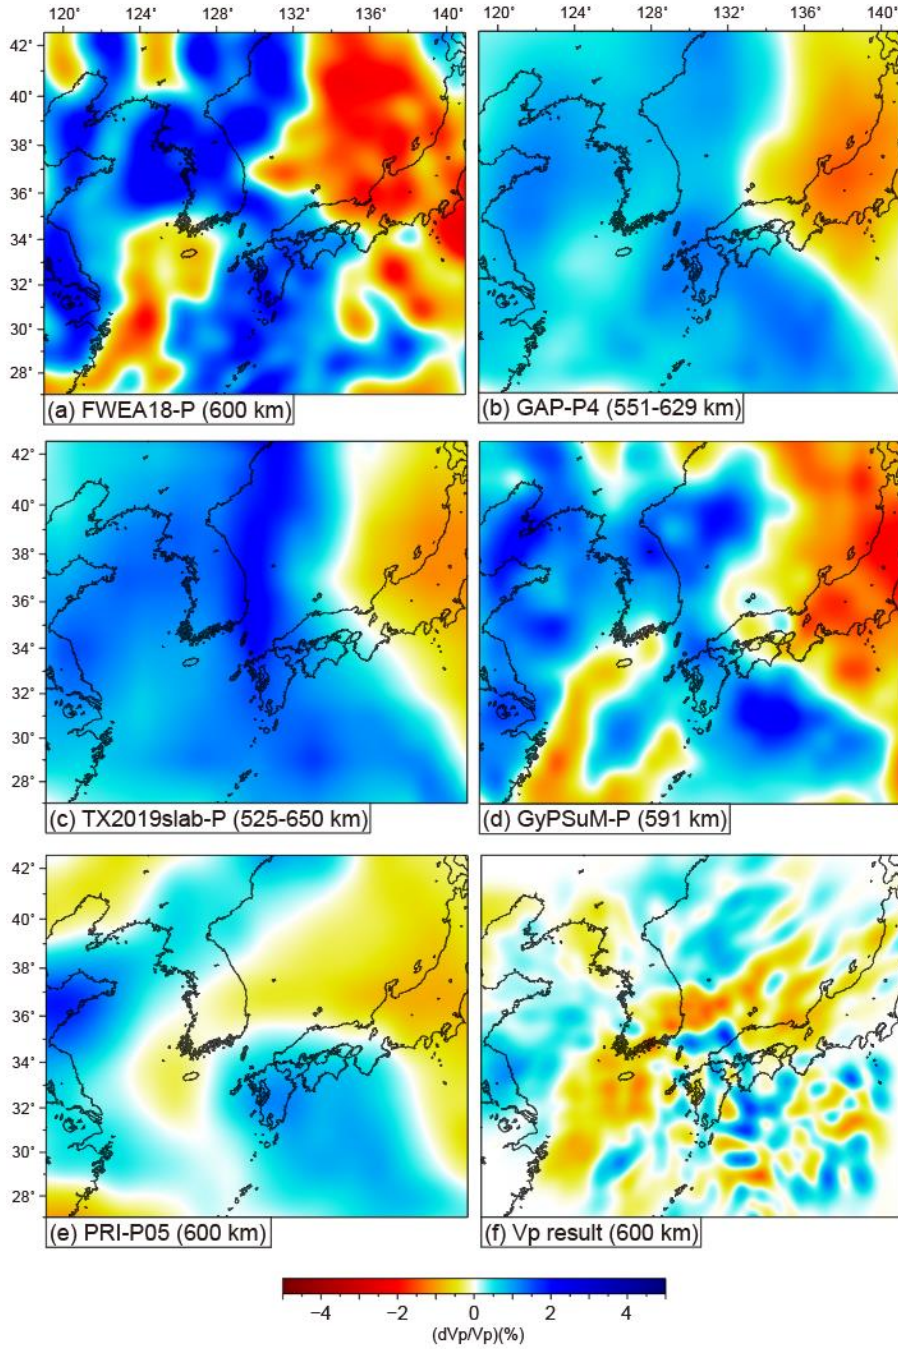 120° 124° 128° 132° 136° 140° 120° 124° 128° 132° 136° 140°
42°
40°
38°
36°
34°
32°
30°
28°
(a) FWEA18-P (600 km)
(b) GAP-P4 (551-629 km)
42°
40°
38°
36°
34°
32°
30°
28°
(c) TX2019slab-P (525-650 km)
(d) GyPSuM-P (591 km)
42°
40°
38°
36°
34°
32°
30°
28°
(e) PRI-P05 (600 km)
(f) Vp result (600 km)
−4 −2 0 2 4
(dVp/Vp)(%)